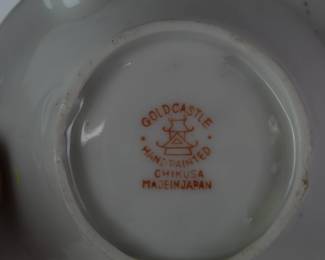 GOLDCASTLE
HAND PAINTED
CHIKUSA
MADE IN JAPAN